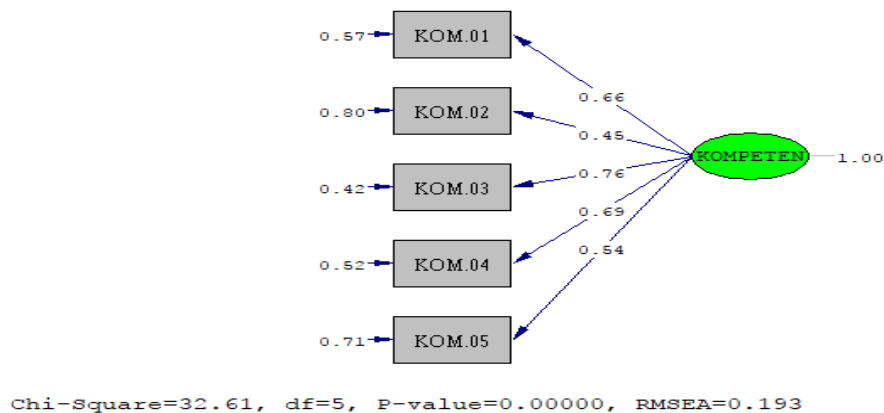 0.57 KOM.01
0.66
0.80 KOM.02
0.45
KOMPETEN 1.00
0.42 KOM.03
0.76
0.69
0.52 KOM.04
0.54
0.71 KOM.05
Chi-Square=32.61, df=5, P-value=0.00000, RMSEA=0.193